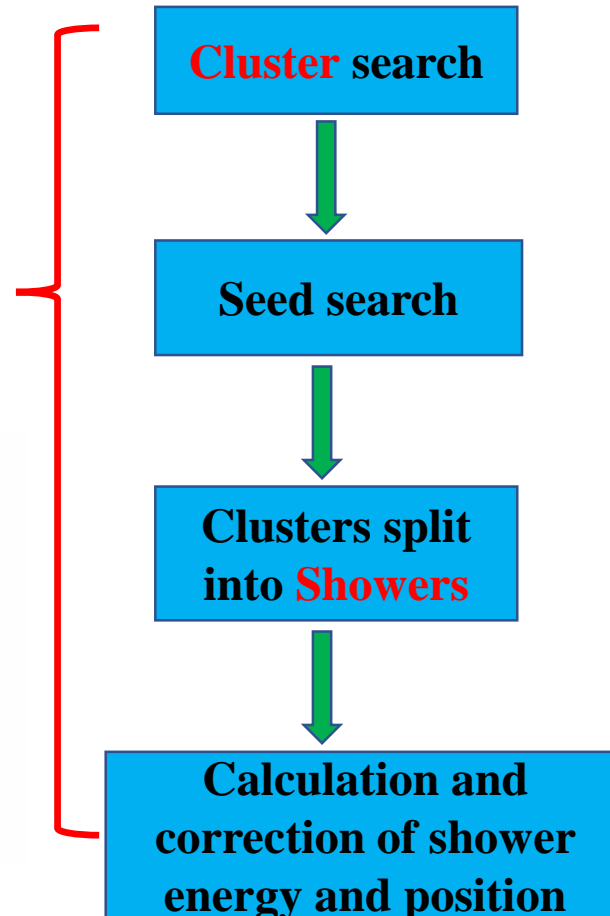 Cluster search
Seed search
Clusters split
into Showers
Calculation and
correction of shower
energy and position